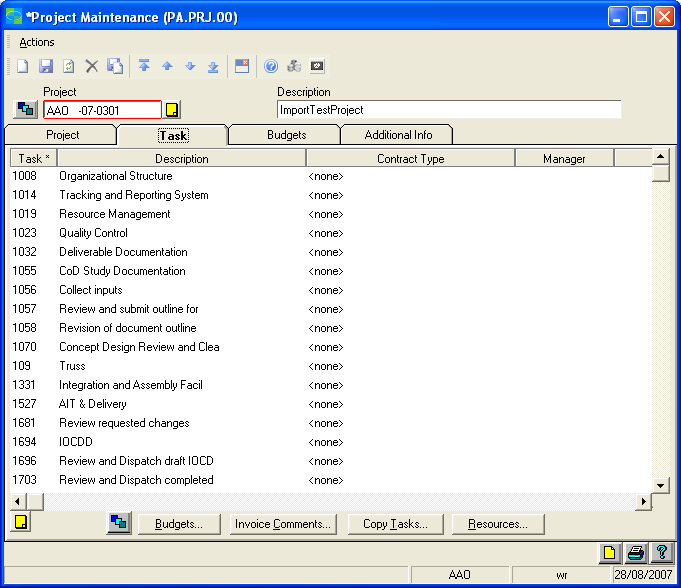 *Project Maintenance (PA.PRJ.00)
Actions
Project
Description
AAO -07-0301
ImportTestProject
Project Task Budgets Additional Info
Task * Description Contract Type Manager
1008 Organizational Structure <none>
1014 Tracking and Reporting System <none>
1019 Resource Management <none>
1023 Quality Control <none>
1032 Deliverable Documentation <none>
1055 CoD Study Documentation <none>
1056 Collect inputs <none>
1057 Review and submit outline for <none>
1058 Revision of document outline <none>
1070 Concept Design Review and Clea <none>
109 Truss <none>
1331 Integration and Assembly Facil <none>
1527 AIT & Delivery <none>
1681 Review requested changes <none>
1694 IOCDD <none>
1696 Review and Dispatch draft IOCD <none>
1703 Review and Dispatch completed <none>
Budgets... Invoice Comments... Copy Tasks... Resources...
AAO wr 28/08/2007